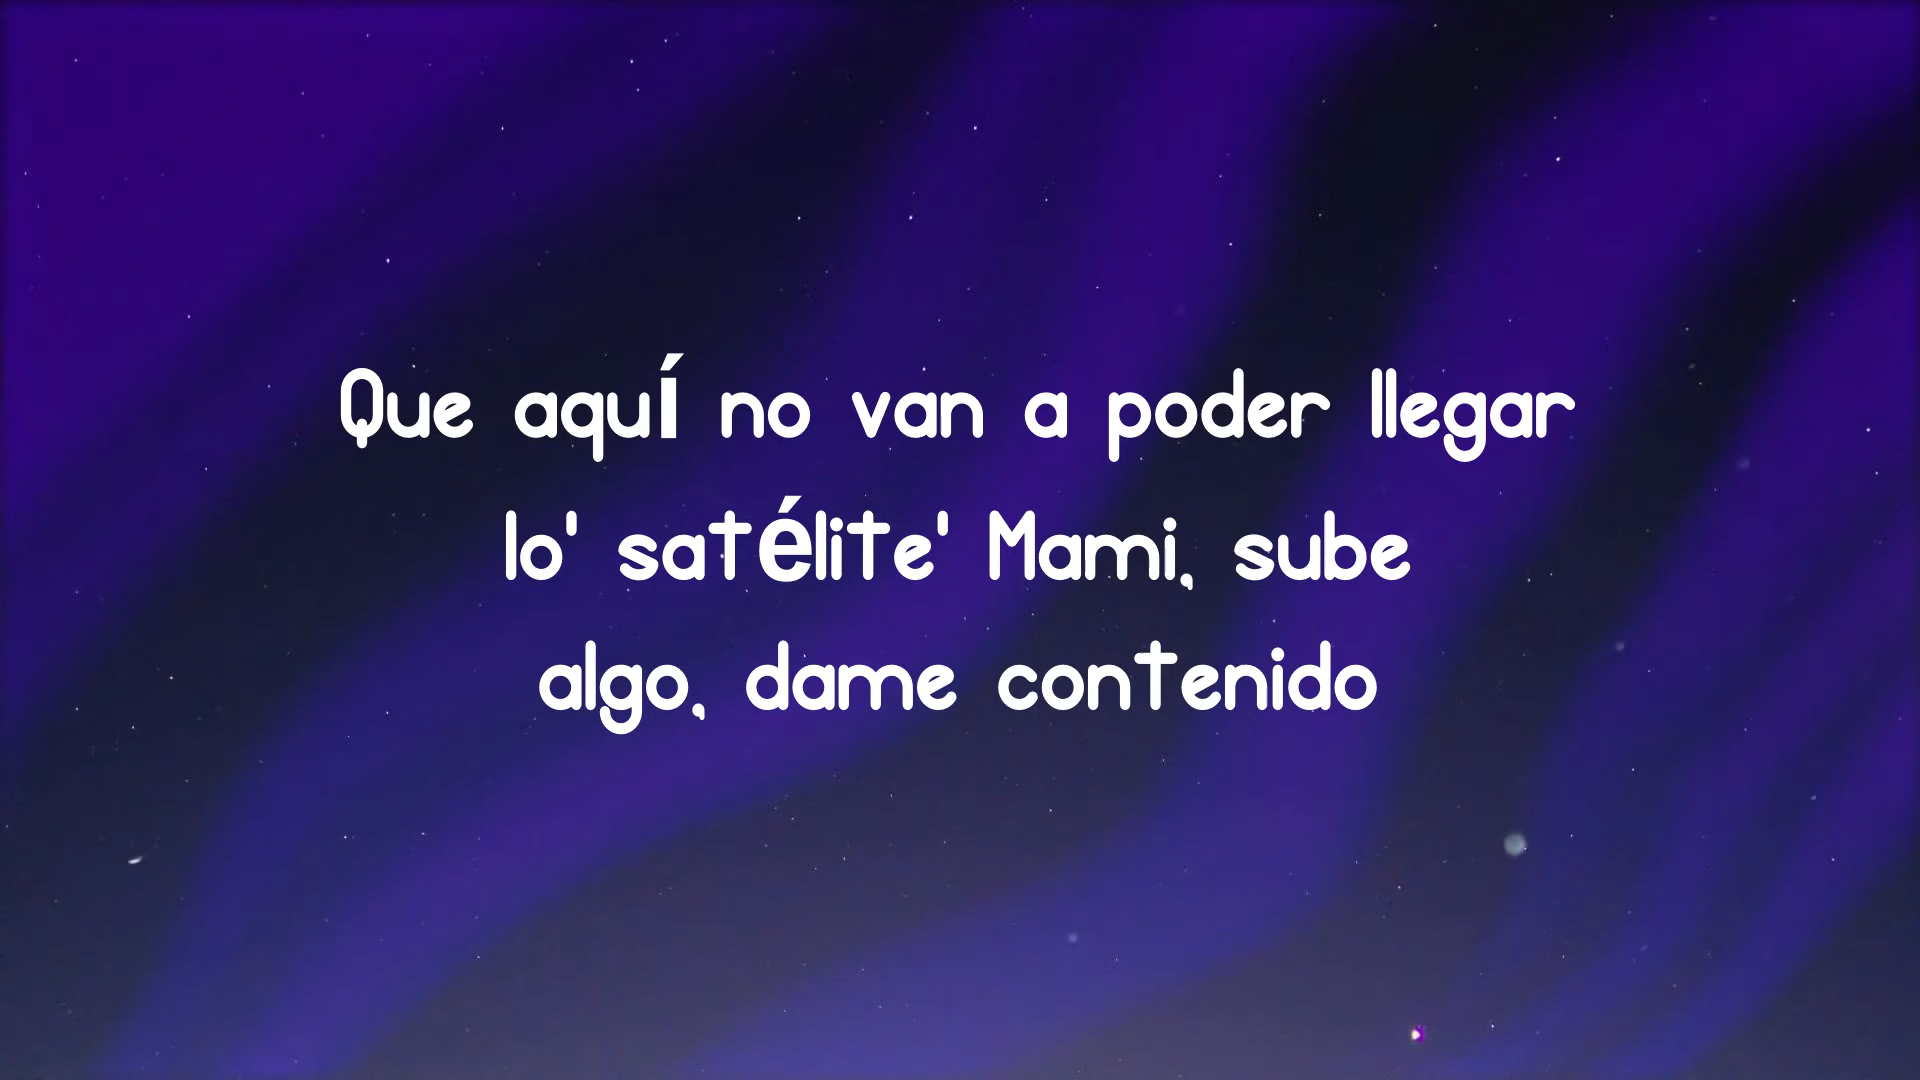 Que aquí no van a poder llegar
lo' satélite' Mami, sube
algo, dame contenido